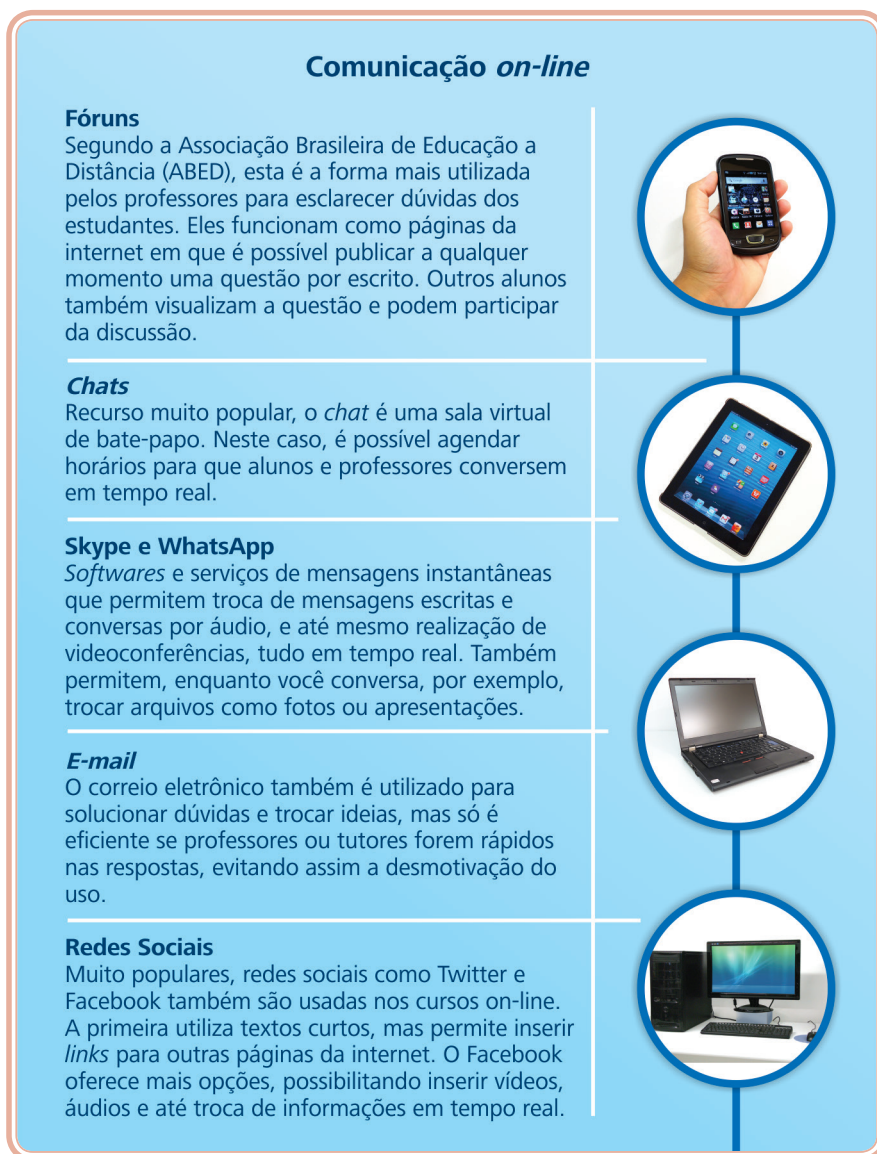 Comunicação on-line
Fóruns
Segundo a Associação Brasileira de Educação a
Distância (ABED), esta é a forma mais utilizada
pelos professores para esclarecer dúvidas dos
estudantes. Eles funcionam como páginas da
internet em que é possível publicar a qualquer
momento uma questão por escrito. Outros alunos
também visualizam a questão e podem participar
da discussão.
Chats
Recurso muito popular, o chat é uma sala virtual
de bate-papo. Neste caso, é possível agendar
horários para que alunos e professores conversem
em tempo real.
Skype e WhatsApp
Softwares e serviços de mensagens instantâneas
que permitem troca de mensagens escritas e
conversas por áudio, e até mesmo realização de
videoconferências, tudo em tempo real. Também
permitem, enquanto você conversa, por exemplo,
trocar arquivos como fotos ou apresentações.
E-mail
O correio eletrônico também é utilizado para
solucionar dúvidas e trocar ideias, mas só é
eficiente se professores ou tutores forem rápidos
nas respostas, evitando assim a desmotivação do
uso.
Redes Sociais
Muito populares, redes sociais como Twitter e
Facebook também são usadas nos cursos on-line.
A primeira utiliza textos curtos, mas permite inserir
links para outras páginas da internet. O Facebook
oferece mais opções, possibilitando inserir vídeos,
áudios e até troca de informações em tempo real.